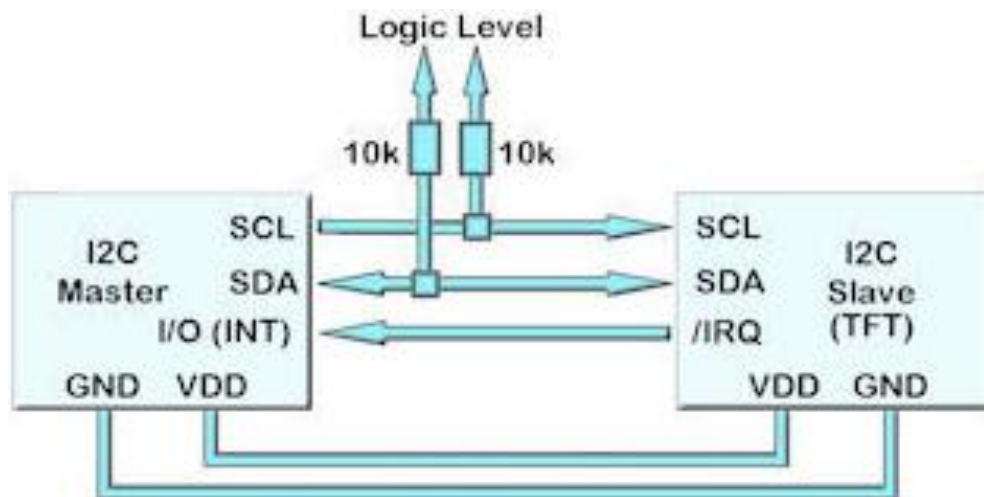 Logic Level
10k
10k
I2C
Master
SCL
SDA
I/O (INT)
GND VDD
SCL
SDA
/IRQ
I2C
Slave
(TFT)
VDD GND